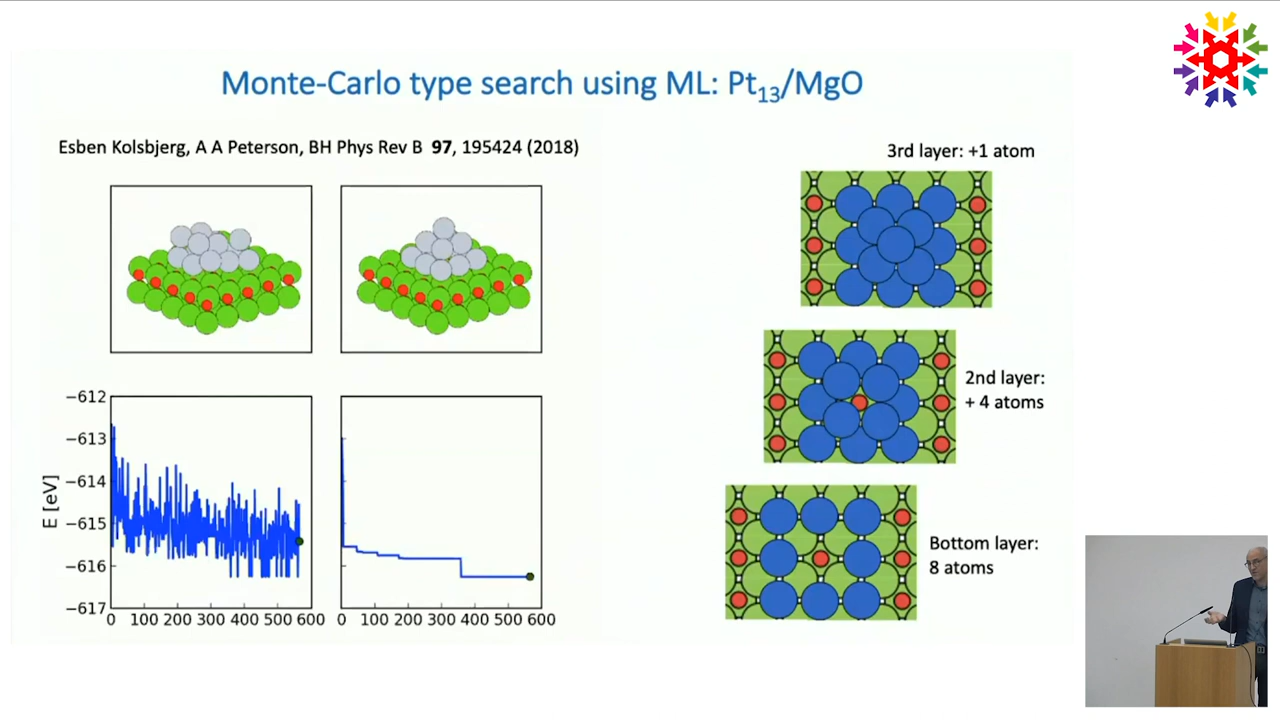 Monte-Carlo type search using ML: Pt13/MgO
Esben Kolsbjerg, A A Peterson, BH Phys Rev B 97, 195424 (2018)
3rd layer: +1 atom
2nd layer:
+ 4 atoms
Bottom layer:
8 atoms
E [eV]
−612
−613
−614
−615
−616
−617
0 100 200 300 400 500 600
0 100 200 300 400 500 600